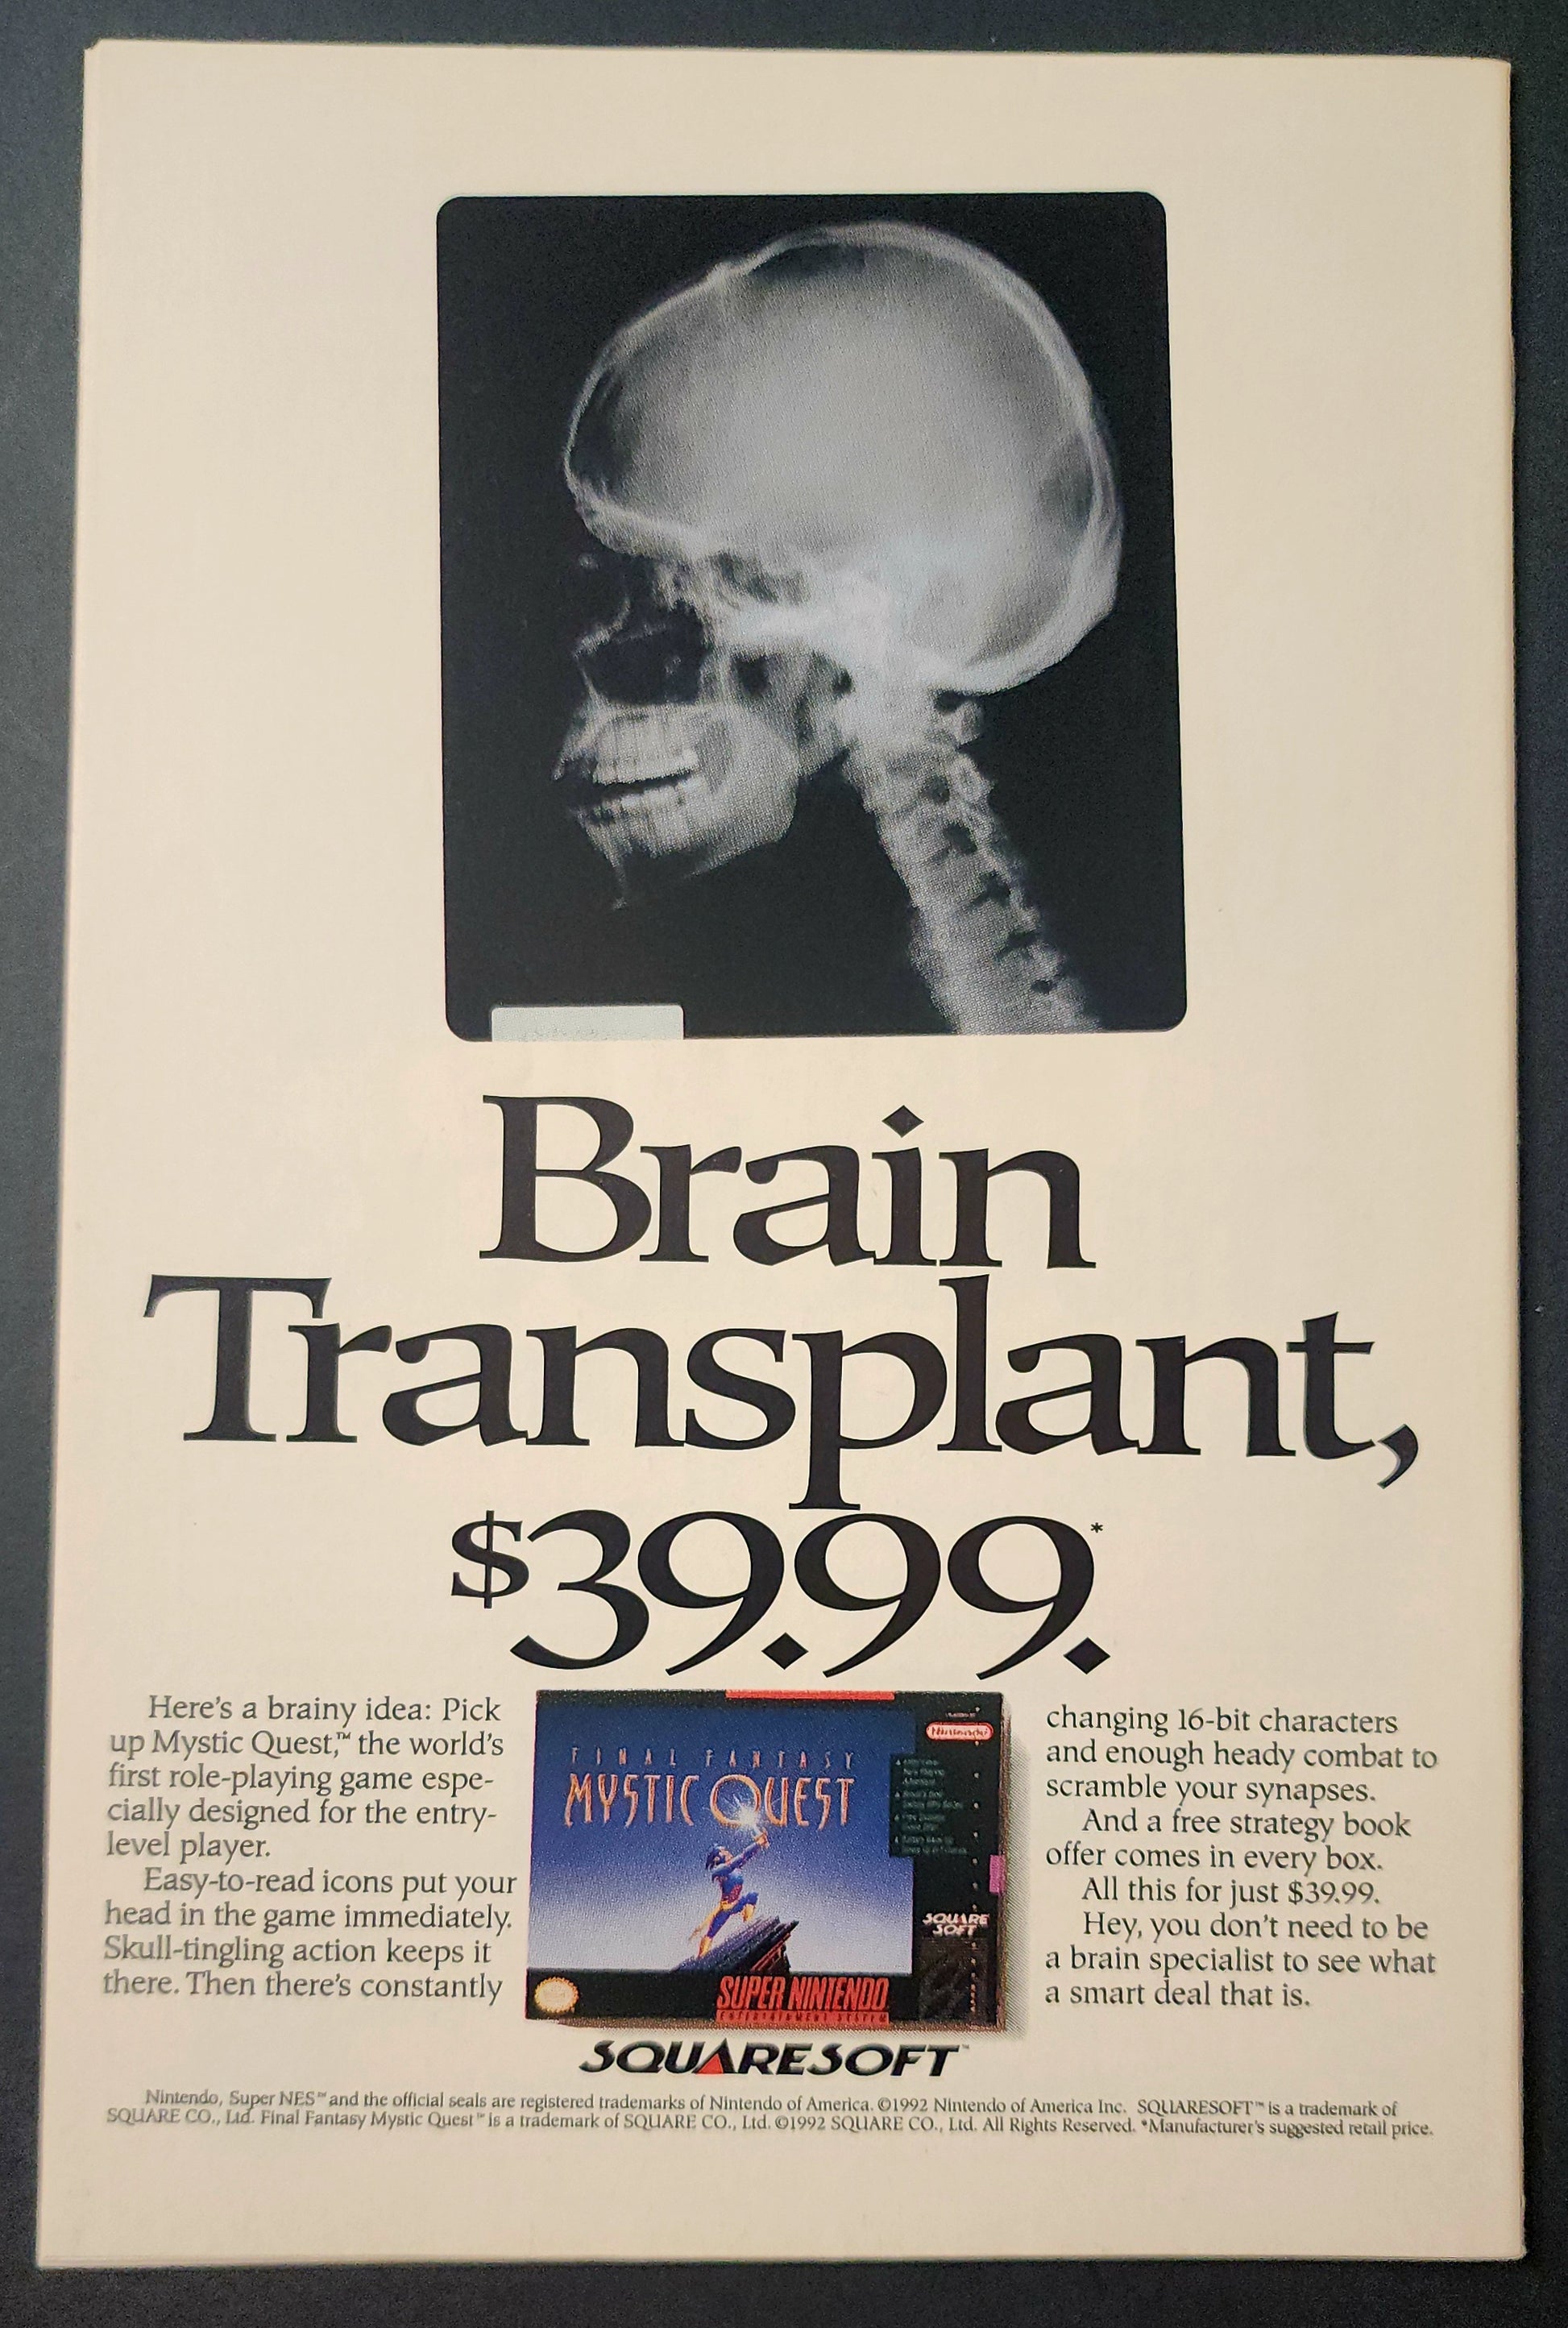 Brain
Transplant,
$39.99.*
Here's a brainy idea: Pick
up Mystic Quest,™ the world's
first role-playing game espe-
cially designed for the entry-
level player.
Easy-to-read icons put your
head in the game immediately.
Skull-tingling action keeps it
there. Then there's constantly
FINAL FANTASY
MYSTIC QUEST
Nintendo
SQUARE
SOFT
SUPER NINTENDO
ENTERTAINMENT SYSTEM
changing 16-bit characters
and enough heady combat to
scramble your synapses.
And a free strategy book
offer comes in every box.
All this for just $39.99.
Hey, you don't need to be
a brain specialist to see what
a smart deal that is.
SQUARESOFT™
Nintendo, Super NES™ and the official seals are registered trademarks of Nintendo of America. ©1992 Nintendo of America Inc. SQUARESOFT™ is a trademark of
SQUARE CO., Ltd. Final Fantasy Mystic Quest™ is a trademark of SQUARE CO., Ltd. ©1992 SQUARE CO., Ltd. All Rights Reserved. *Manufacturer's suggested retail price.